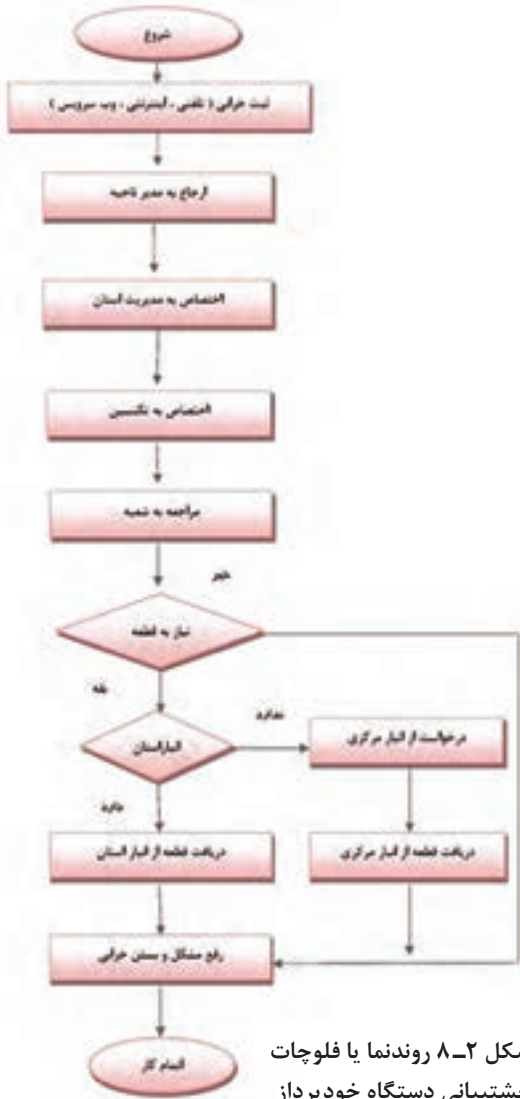 شروع
ثبت خرابی ( تلفنی ، اینترنتی ، وب سرویس )
ارجاع به مدیر ناحیه
اختصاص به مدیریت استان
اختصاص به تکنسین
مراجعه به شعبه
خیر
نیاز به قطعه
بله
ندارد
انبار استان
درخواست از انبار مرکزی
دارد
دریافت قطعه از انبار استان
دریافت قطعه از انبار مرکزی
رفع مشکل و بستن خرابی
اتمام کار
شکل ۲ــ۸ روندنما یا فلوچات
پشتیبانی دستگاه خودپرداز